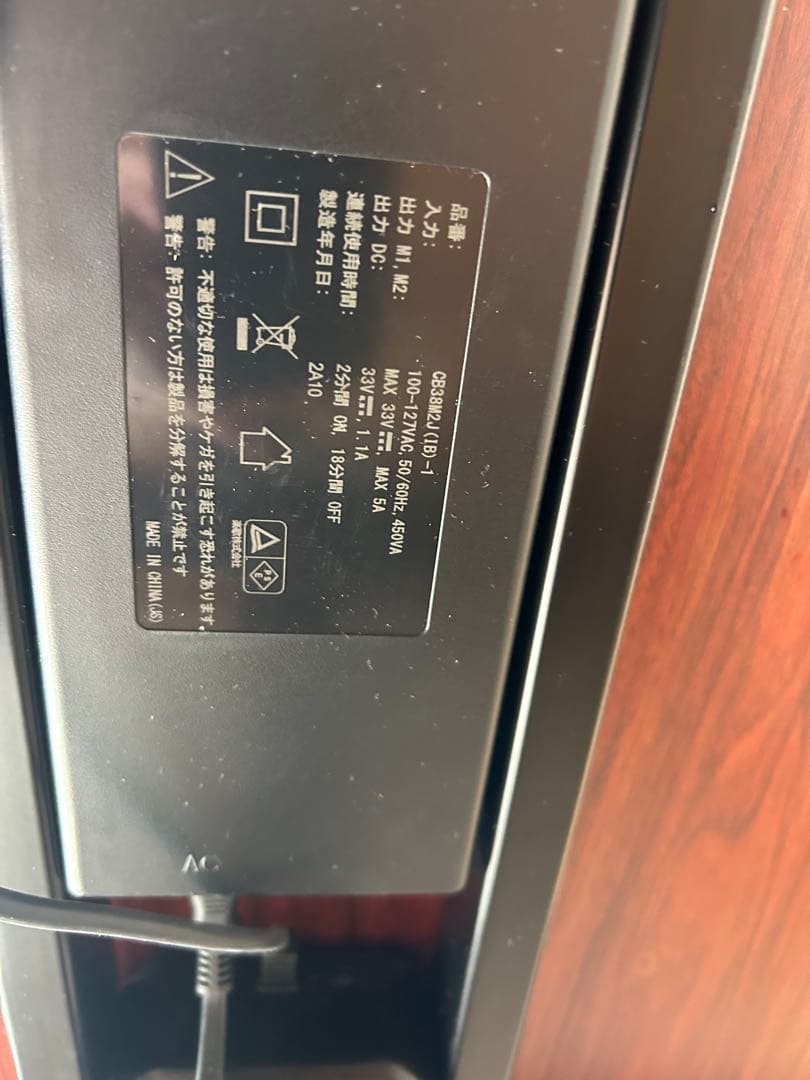 品番: CB38M2J(IB)-1
入力: 100-127VAC, 50/60Hz, 450VA
出力 M1, M2: MAX 33V⎓, MAX 5A
出力 DC: 33V⎓, 1.1A
連続使用時間: 2分間 ON, 18分間 OFF
製造年月日: 2A10
PSE
警告: 不適切な使用は損害やケガを引き起こす恐れがあります。
警告: 許可のない方は製品を分解することが禁止です
MADE IN CHINA(JS)
AC